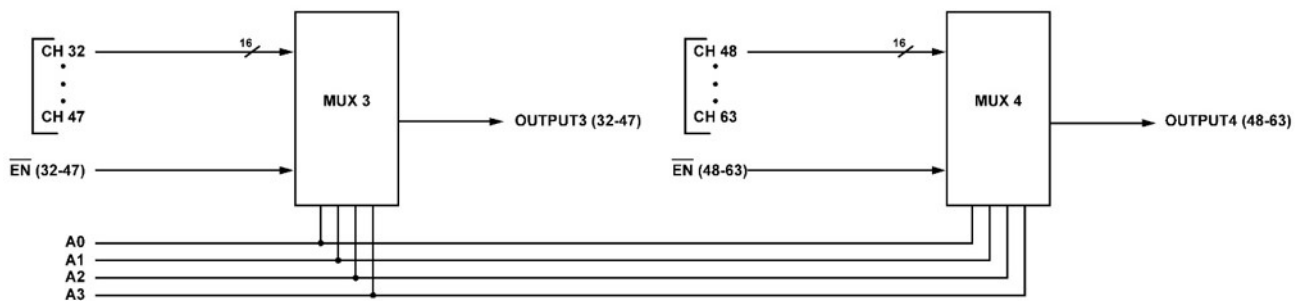 16
CH 32
CH 47
MUX 3
OUTPUT3 (32-47)
EN (32-47)
16
CH 48
CH 63
MUX 4
OUTPUT4 (48-63)
EN (48-63)
A0
A1
A2
A3